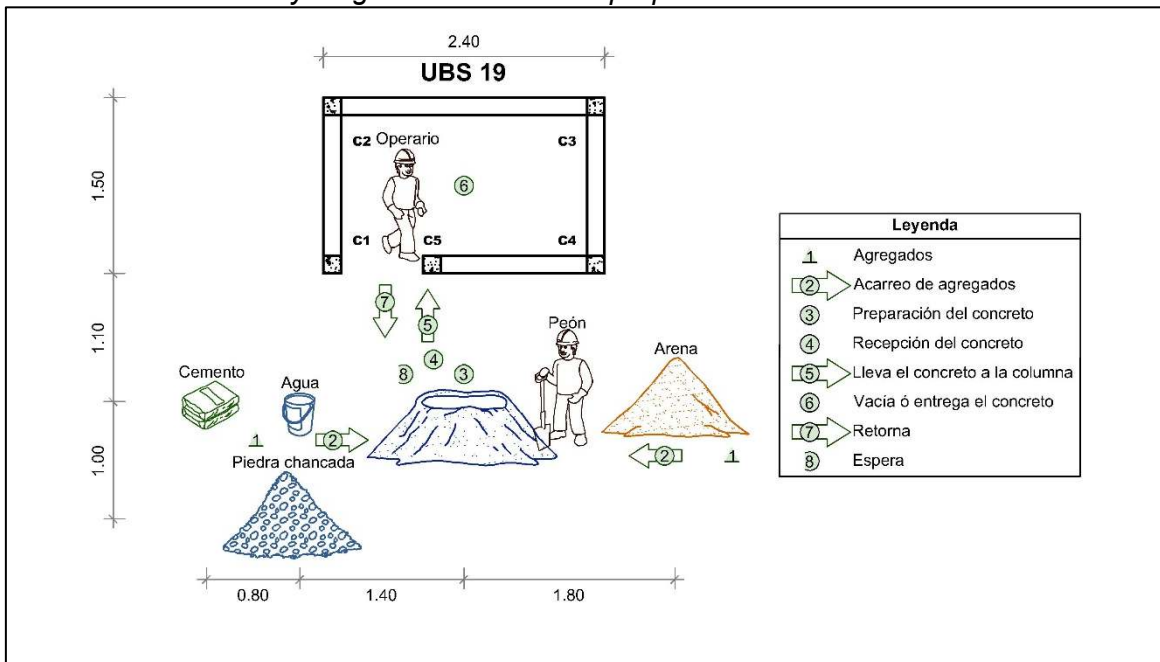 2.40
UBS 19
C2 Operario
C3
6
1.50
C1
C5
C4
7
5
Peón
1.10
4
Arena
Cemento
Agua
8
3
1
2
2
1
Piedra chancada
1.00
0.80
1.40
1.80
Leyenda
1 Agregados
2 Acarreo de agregados
3 Preparación del concreto
4 Recepción del concreto
5 Lleva el concreto a la columna
6 Vacía ó entrega el concreto
7 Retorna
8 Espera